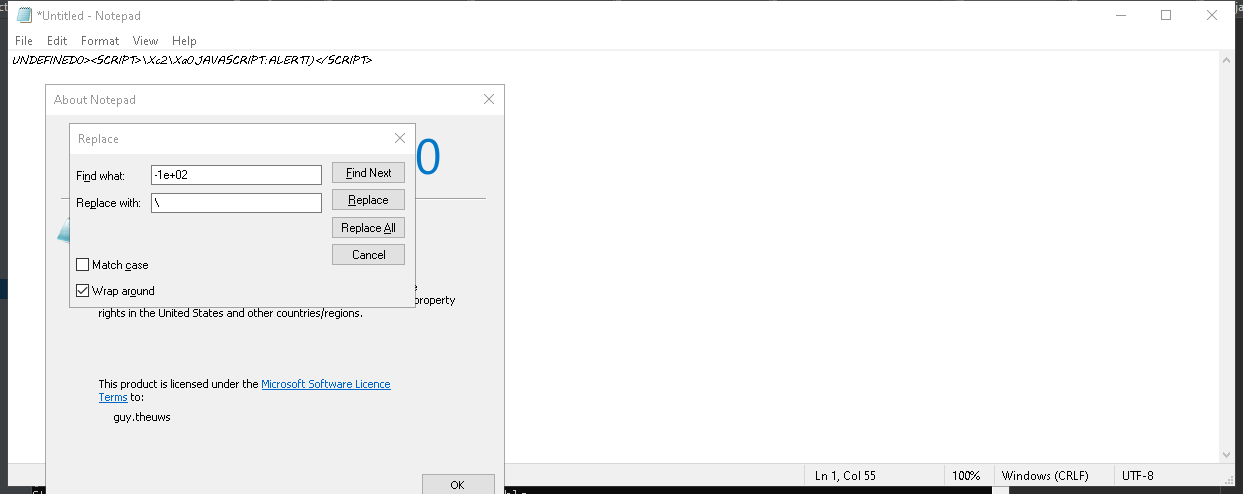 *Untitled - Notepad
File Edit Format View Help
UNDEFINED0><SCRIPT>\Xc2\Xa0JAVASCRIPT:ALERT1)</SCRIPT>
About Notepad
Replace
0
Find what: -1e+02 Find Next
Replace with: \ Replace
Replace All
Cancel
Match case
Wrap around
property
rights in the United States and other countries/regions.
This product is licensed under the Microsoft Software Licence
Terms to:
guy.theuws
OK
Ln 1, Col 55 100% Windows (CRLF) UTF-8